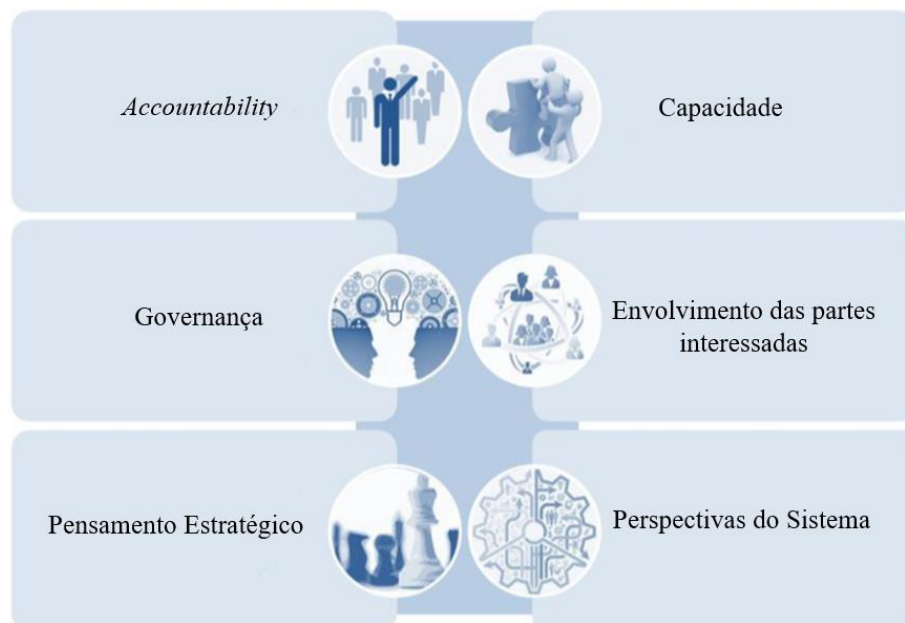 Accountability
Capacidade
Governança
Envolvimento das partes
interessadas
Pensamento Estratégico
Perspectivas do Sistema